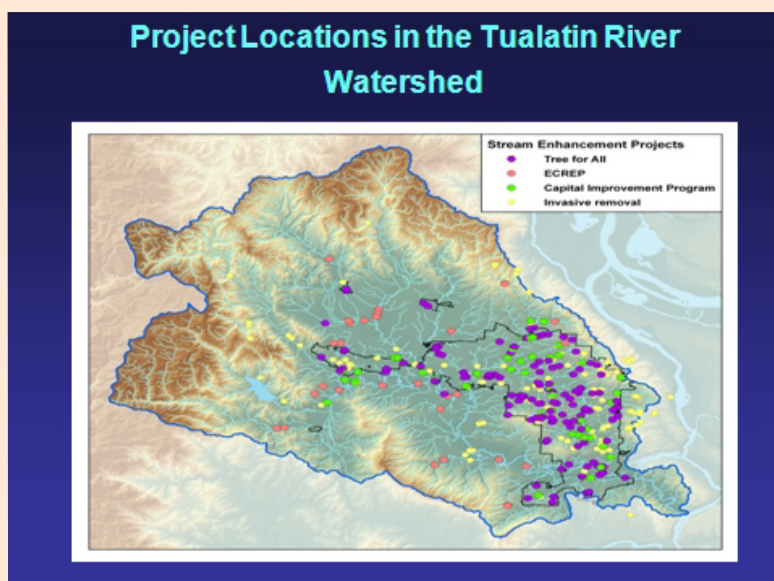 Project Locations in the Tualatin River
Watershed
Stream Enhancement Projects
Tree for All
ECREP
Capital Improvement Program
Invasive removal